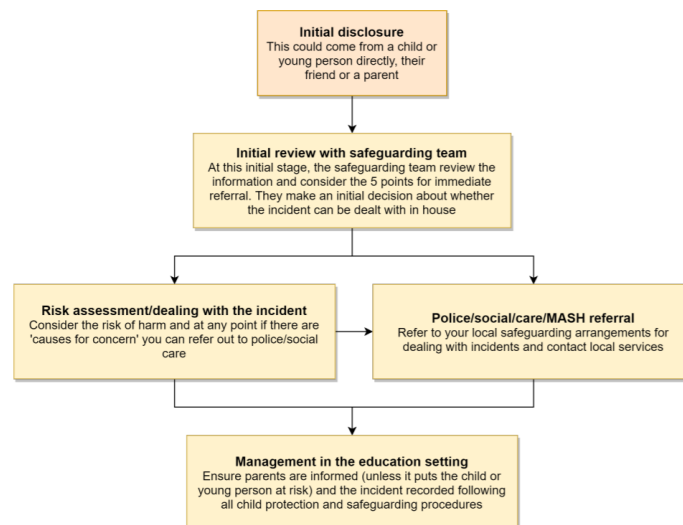 Initial disclosure
This could come from a child or
young person directly, their
friend or a parent
Initial review with safeguarding team
At this initial stage, the safeguarding team review the
information and consider the 5 points for immediate
referral. They make an initial decision about whether
the incident can be dealt with in house
Risk assessment/dealing with the incident
Consider the risk of harm and at any point if there are
'causes for concern' you can refer out to police/social
care
Police/social/care/MASH referral
Refer to your local safeguarding arrangements for
dealing with incidents and contact local services
Management in the education setting
Ensure parents are informed (unless it puts the child or
young person at risk) and the incident recorded following
all child protection and safeguarding procedures